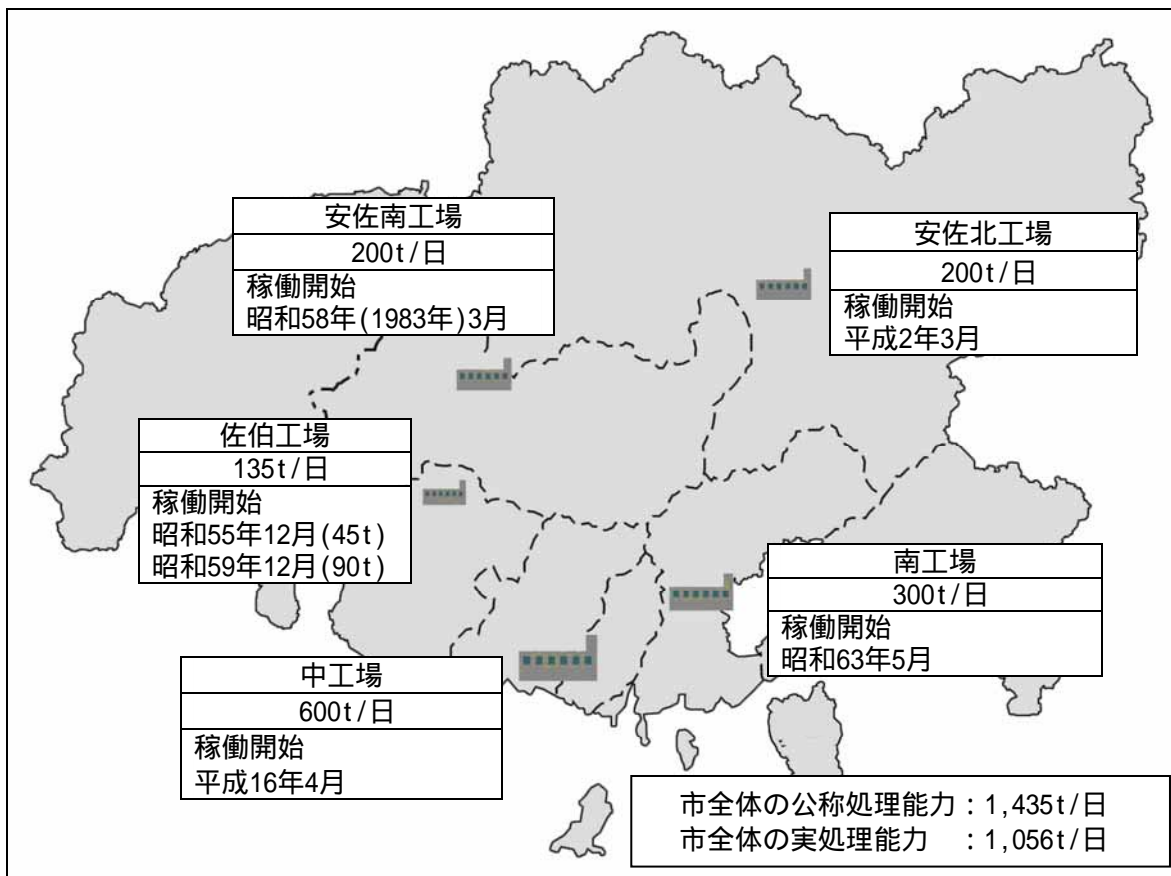 安佐南工場
200t/日
稼働開始
昭和58年(1983年)3月
安佐北工場
200t/日
稼働開始
平成2年3月
佐伯工場
135t/日
稼働開始
昭和55年12月(45t)
昭和59年12月(90t)
南工場
300t/日
稼働開始
昭和63年5月
中工場
600t/日
稼働開始
平成16年4月
市全体の公称処理能力：1,435t/日
市全体の実処理能力　：1,056t/日